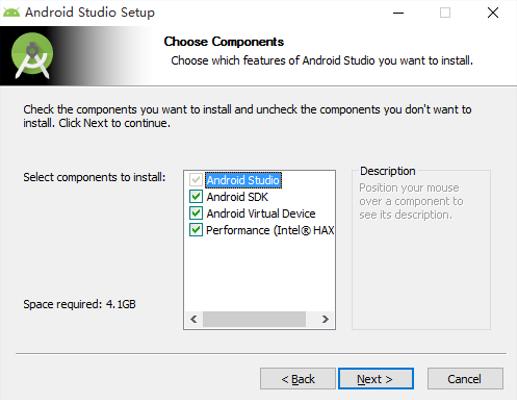 Android Studio Setup
Choose Components
Choose which features of Android Studio you want to install.
Check the components you want to install and uncheck the components you don't want to
install. Click Next to continue.
Select components to install:
Android Studio
Android SDK
Android Virtual Device
Performance (Intel® HAX
Description
Position your mouse
over a component to
see its description.
Space required: 4.1GB
< Back
Next >
Cancel